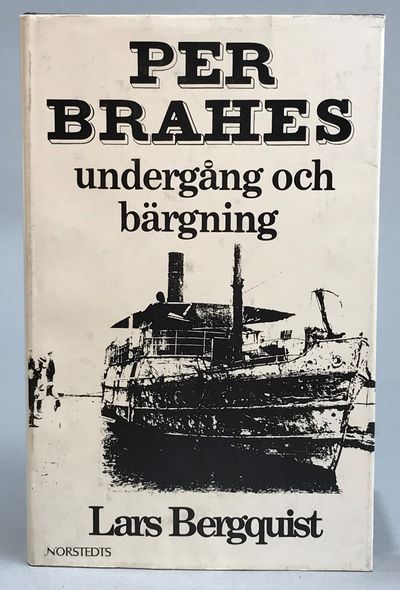 PER
BRAHES
undergång och
bärgning
Lars Bergquist
NORSTEDTS